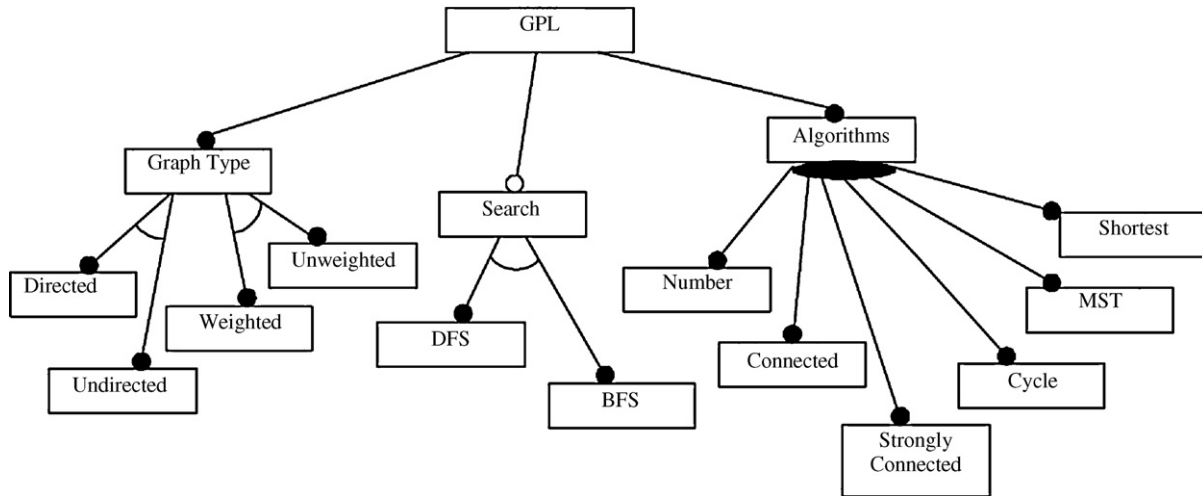 GPL
Graph Type
Search
Algorithms
Directed
Undirected
Weighted
Unweighted
DFS
BFS
Number
Connected
Strongly
Connected
Cycle
MST
Shortest